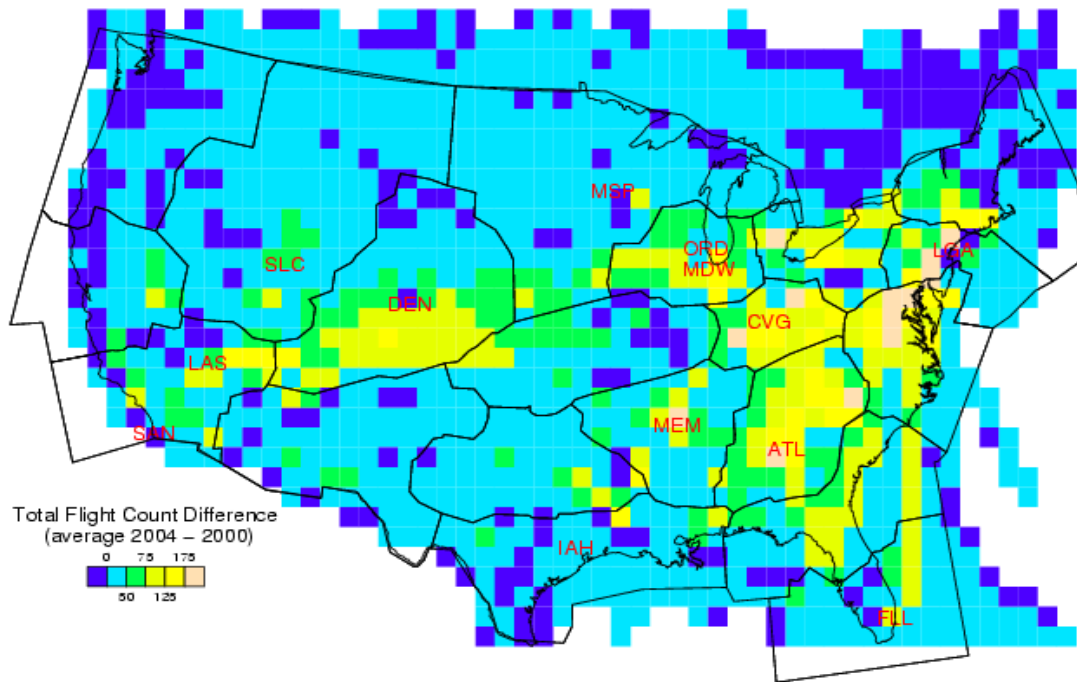 MSP
ORD
LGA
SLC
MDW
DEN
CVG
LAS
MEM
SAN
ATL
Total Flight Count Difference
(average 2004 – 2000)
0 75 175
50 125
IAH
FLL